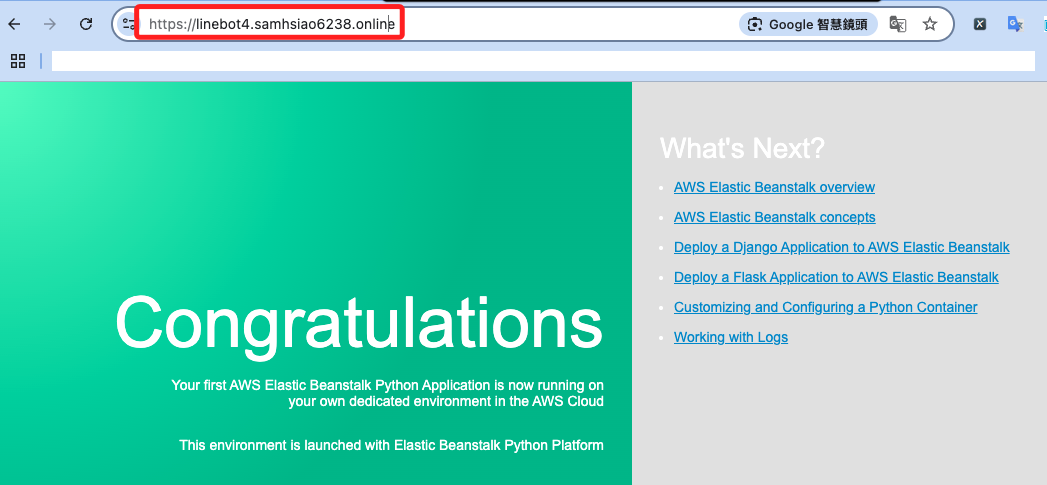 https://linebot4.samhsiao6238.online
Google 智慧鏡頭
Congratulations
Your first AWS Elastic Beanstalk Python Application is now running on
your own dedicated environment in the AWS Cloud
This environment is launched with Elastic Beanstalk Python Platform
What's Next?
AWS Elastic Beanstalk overview
AWS Elastic Beanstalk concepts
Deploy a Django Application to AWS Elastic Beanstalk
Deploy a Flask Application to AWS Elastic Beanstalk
Customizing and Configuring a Python Container
Working with Logs